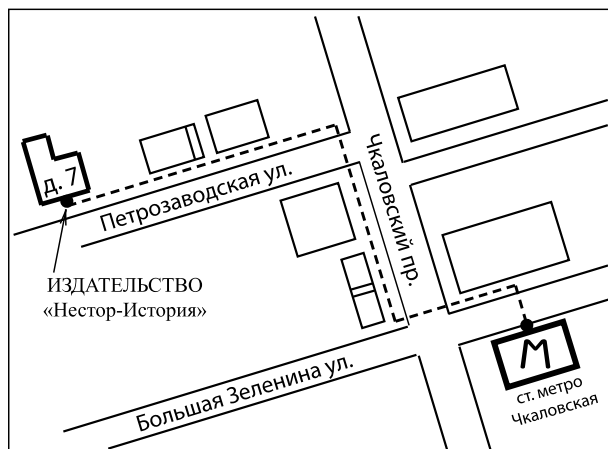 д. 7
Петрозаводская ул.
Чкаловский пр.
ИЗДАТЕЛЬСТВО
«Нестор-История»
Большая Зеленина ул.
М
ст. метро
Чкаловская